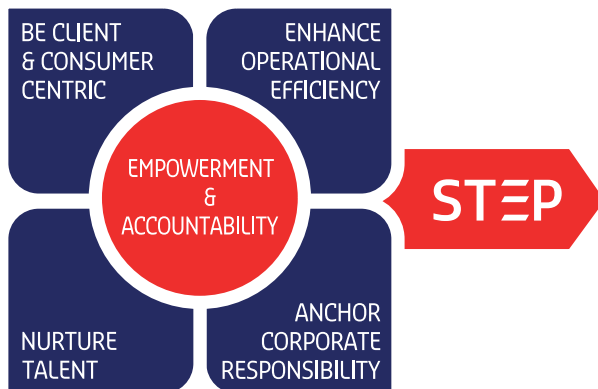 BE CLIENT
& CONSUMER
CENTRIC
ENHANCE
OPERATIONAL
EFFICIENCY
EMPOWERMENT
&
ACCOUNTABILITY
STEP
NURTURE
TALENT
ANCHOR
CORPORATE
RESPONSIBILITY